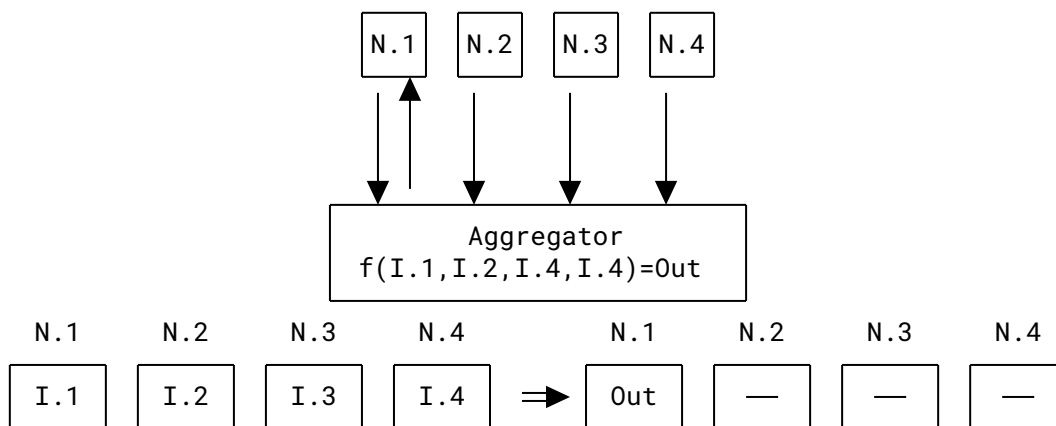 N.1 N.2 N.3 N.4
Aggregator
f(I.1,I.2,I.4,I.4)=Out
N.1 N.2 N.3 N.4 N.1 N.2 N.3 N.4
I.1 I.2 I.3 I.4 Out — — —